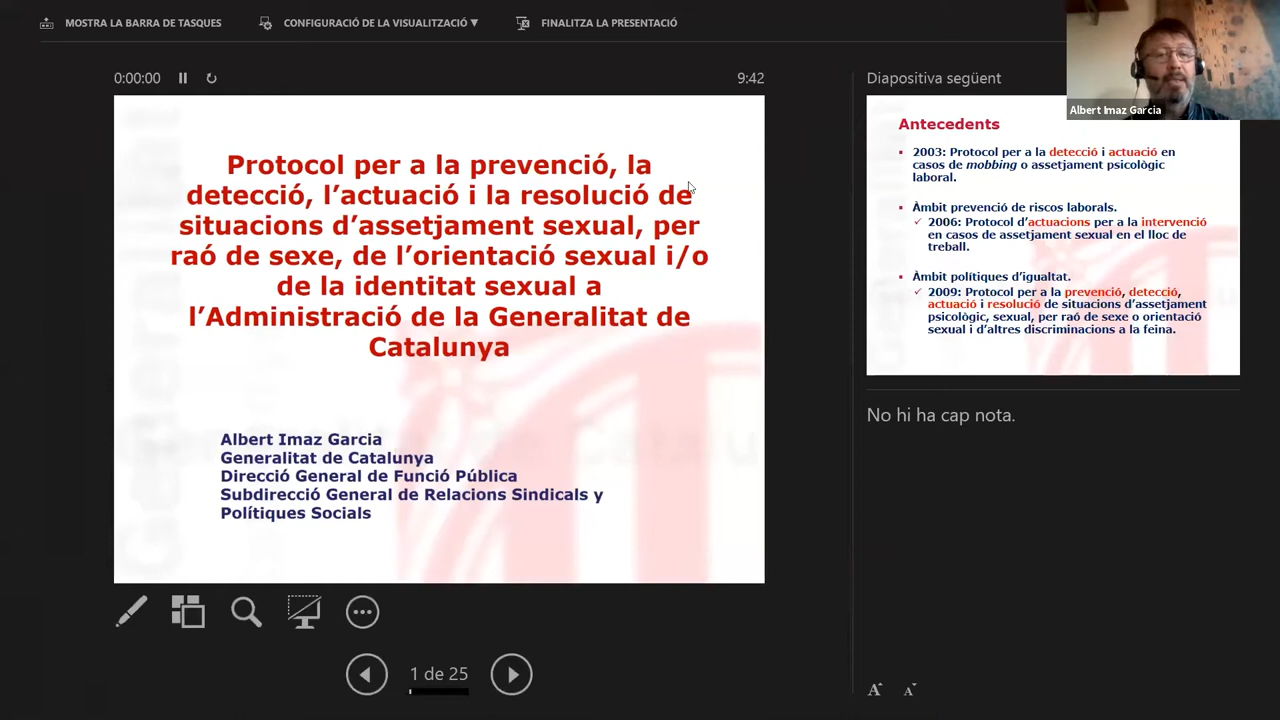 MOSTRA LA BARRA DE TASQUES
CONFIGURACIÓ DE LA VISUALITZACIÓ ▼
FINALITZA LA PRESENTACIÓ
0:00:00
9:42
Protocol per a la prevenció, la
detecció, l’actuació i la resolució de
situacions d’assetjament sexual, per
raó de sexe, de l’orientació sexual i/o
de la identitat sexual a
l’Administració de la Generalitat de
Catalunya
Albert Imaz Garcia
Generalitat de Catalunya
Direcció General de Funció Pública
Subdirecció General de Relacions Sindicals y
Polítiques Socials
1 de 25
Diapositiva següent
Albert Imaz Garcia
Antecedents
2003: Protocol per a la detecció i actuació en
casos de mobbing o assetjament psicològic
laboral.
Àmbit prevenció de riscos laborals.
2006: Protocol d’actuacions per a la intervenció
en casos de assetjament sexual en el lloc de
treball.
Àmbit polítiques d’igualtat.
2009: Protocol per a la prevenció, detecció,
actuació i resolució de situacions d’assetjament
psicològic, sexual, per raó de sexe o orientació
sexual i d’altres discriminacions a la feina.
No hi ha cap nota.
A A